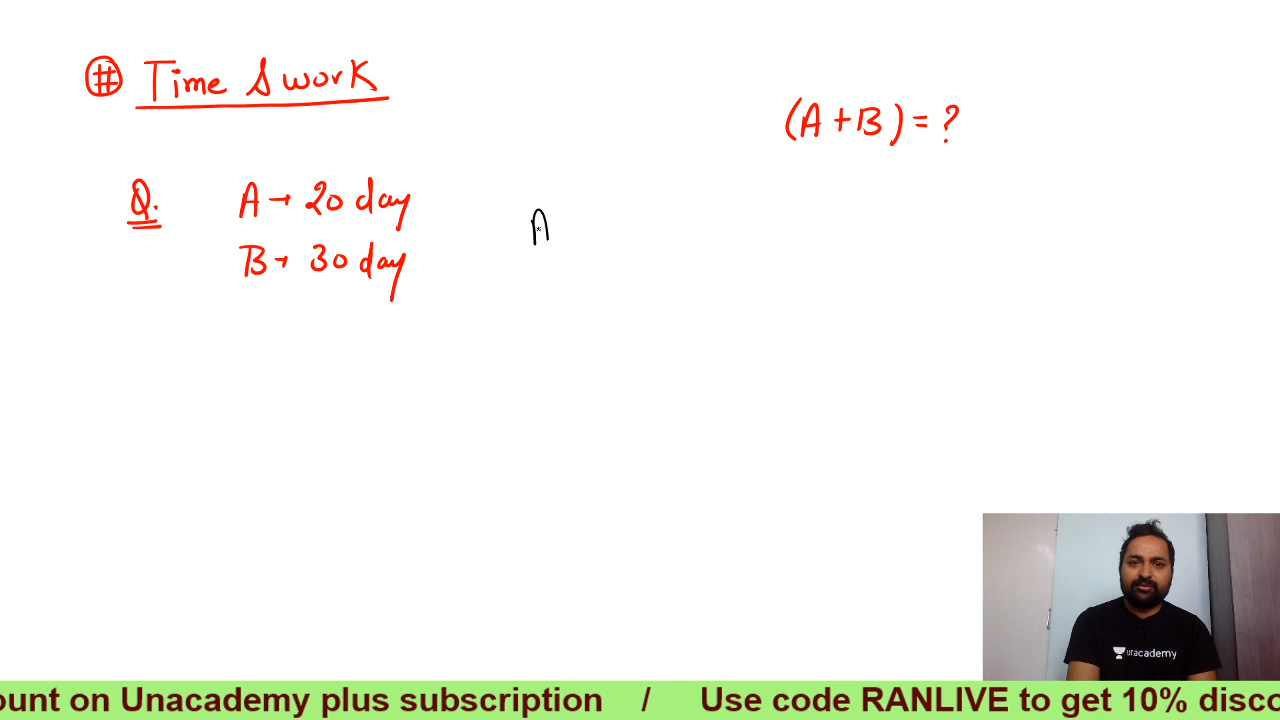 # Time & work
(A + B) = ?
Q. A → 20 day
B → 30 day
A
unacademy
ount on Unacademy plus subscription / Use code RANLIVE to get 10% disco